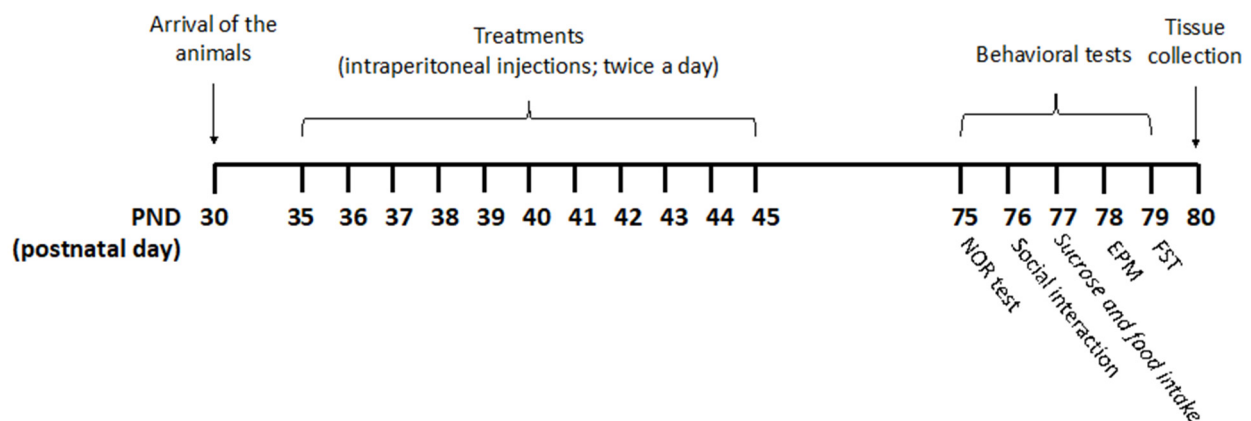 Arrival of the
animals
Treatments
(intraperitoneal injections; twice a day)
Behavioral tests
Tissue
collection
PND 30 35 36 37 38 39 40 41 42 43 44 45 75 76 77 78 79 80
(postnatal day)
NOR test
Social interaction
Sucrose and food intake
EPM
FST